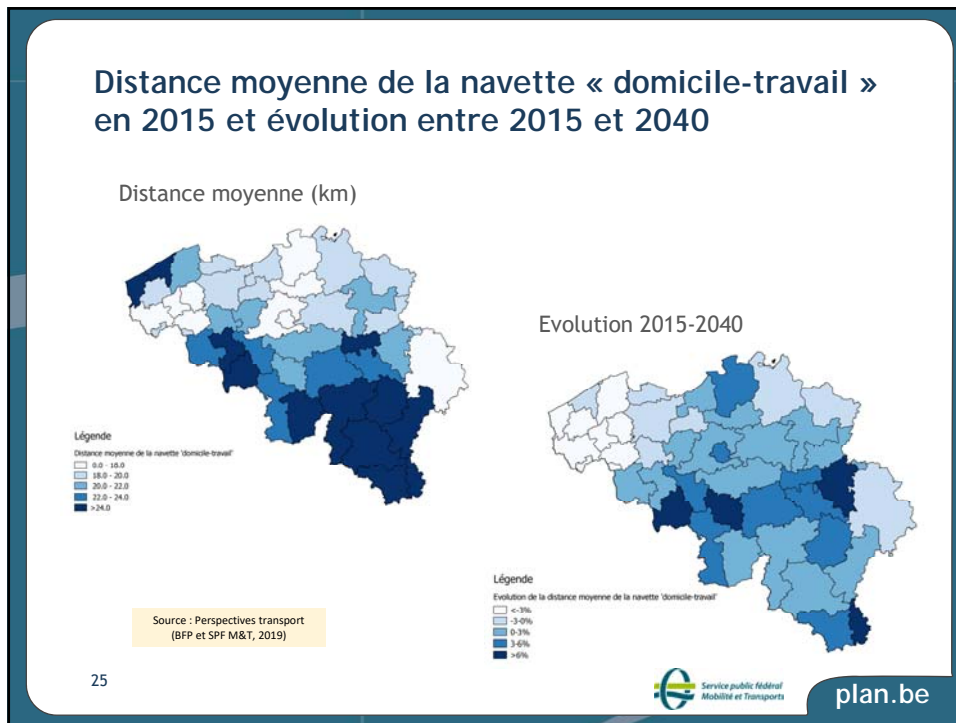 Distance moyenne de la navette « domicile-travail »
en 2015 et évolution entre 2015 et 2040
Distance moyenne (km)
Légende
Distance moyenne de la navette 'domicile-travail'
0.0 - 18.0
18.0 - 20.0
20.0 - 22.0
22.0 - 24.0
>24.0
Evolution 2015-2040
Légende
Evolution de la distance moyenne de la navette 'domicile-travail'
<-3%
-3-0%
0-3%
3-6%
>6%
Source : Perspectives transport
(BFP et SPF M&T, 2019)
25
Service public fédéral
Mobilité et Transports
plan.be